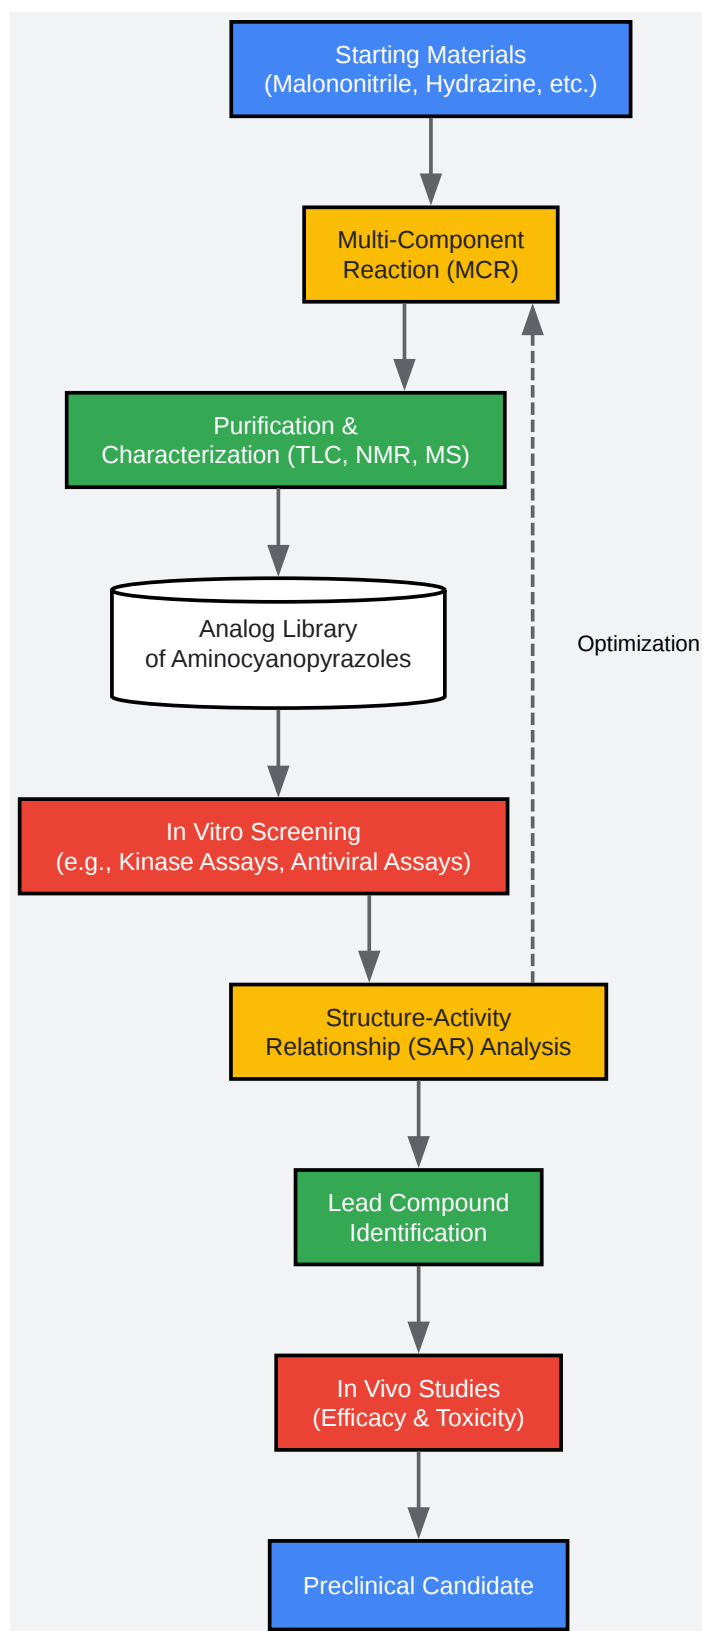 Starting Materials
(Malononitrile, Hydrazine, etc.)
Multi-Component
Reaction (MCR)
Purification &
Characterization (TLC, NMR, MS)
Analog Library
of Aminocyanopyrazoles
Optimization
In Vitro Screening
(e.g., Kinase Assays, Antiviral Assays)
Structure-Activity
Relationship (SAR) Analysis
Lead Compound
Identification
In Vivo Studies
(Efficacy & Toxicity)
Preclinical Candidate